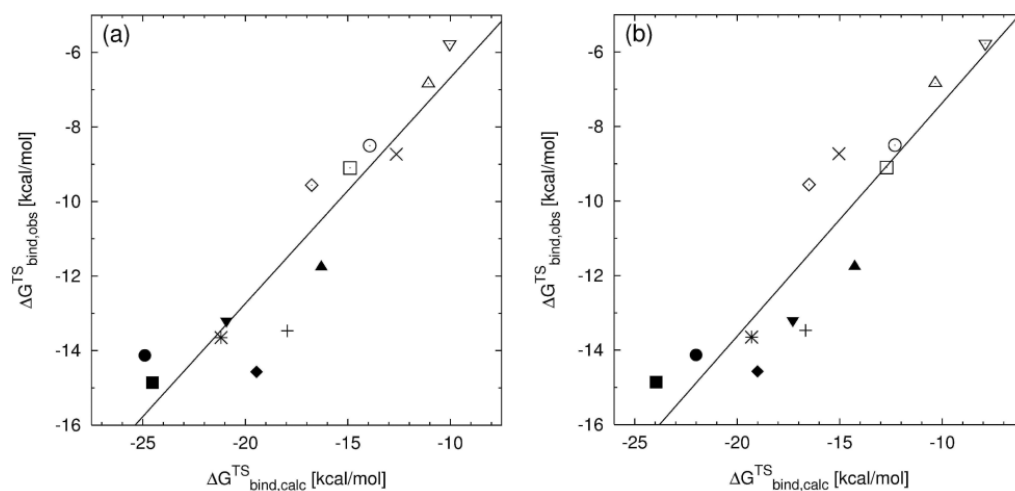 (a)
-6
-8
-10
-12
-14
-16
-25 -20 -15 -10
ΔG^TS_bind,obs [kcal/mol]
ΔG^TS_bind,calc [kcal/mol]
(b)
-6
-8
-10
-12
-14
-16
-25 -20 -15 -10
ΔG^TS_bind,obs [kcal/mol]
ΔG^TS_bind,calc [kcal/mol]